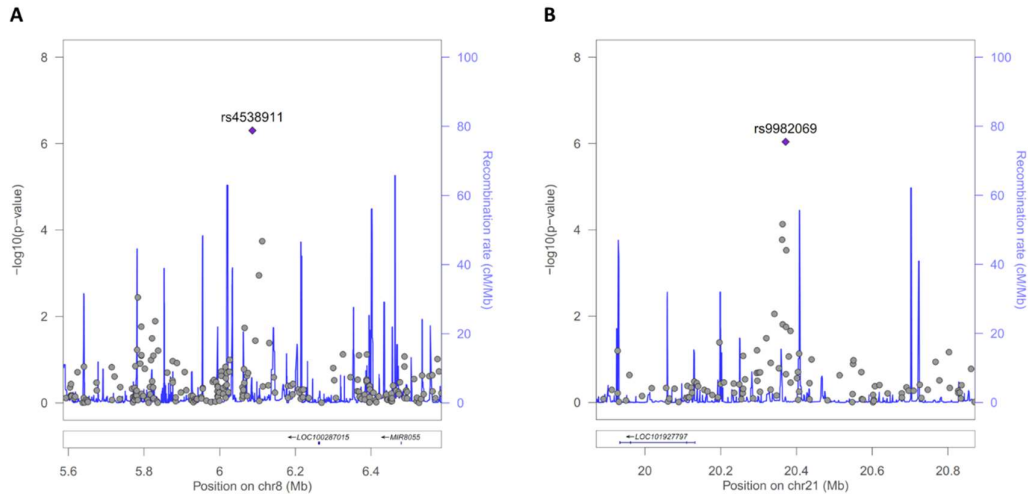 A
rs4538911
−log10(p−value)
8
6
4
2
0
100
80
60
40
20
0
Recombination rate (cM/Mb)
←LOC100287015
←MIR8055
5.6
5.8
6
6.2
6.4
Position on chr8 (Mb)
B
rs9982069
−log10(p−value)
8
6
4
2
0
100
80
60
40
20
0
Recombination rate (cM/Mb)
←LOC101927797
20
20.2
20.4
20.6
20.8
Position on chr21 (Mb)